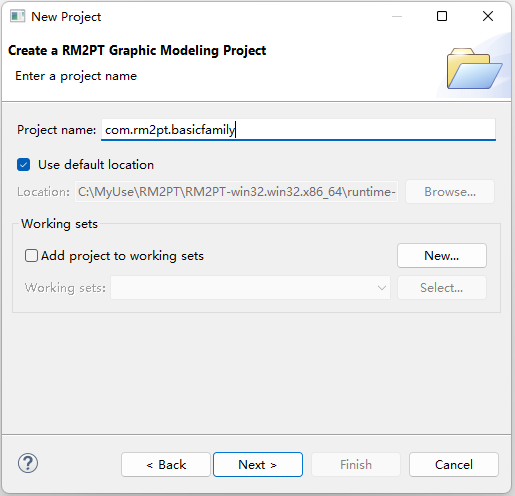 New Project
Create a RM2PT Graphic Modeling Project
Enter a project name
Project name: com.rm2pt.basicfamily
Use default location
Location: C:\MyUse\RM2PT\RM2PT-win32.win32.x86_64\runtime- Browse...
Working sets
Add project to working sets New...
Working sets: Select...
? < Back Next > Finish Cancel